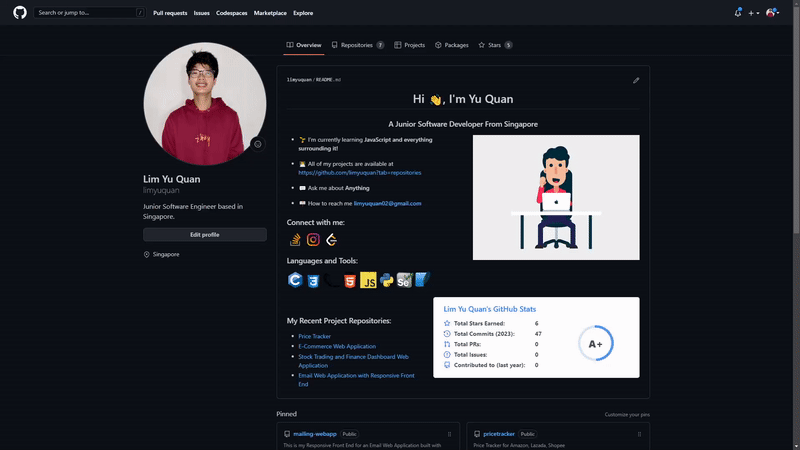 Search or jump to...
/
Pull requests
Issues
Codespaces
Marketplace
Explore
Overview
Repositories 7
Projects
Packages
Stars 5
Lim Yu Quan
limyuquan
Junior Software Engineer based in
Singapore.
Edit profile
Singapore
limyuquan / README.md
Hi 👋, I'm Yu Quan
A Junior Software Developer From Singapore
I'm currently learning JavaScript and everything
surrounding it!
All of my projects are available at
https://github.com/limyuquan?tab=repositories
Ask me about Anything
How to reach me limyuquan02@gmail.com
Connect with me:
Languages and Tools:
C
3
5
JS
Se
My Recent Project Repositories:
Price Tracker
E-Commerce Web Application
Stock Trading and Finance Dashboard Web
Application
Email Web Application with Responsive Front
End
Lim Yu Quan's GitHub Stats
Total Stars Earned: 6
Total Commits (2023): 47
Total PRs: 0
Total Issues: 0
Contributed to (last year): 0
A+
Pinned
Customize your pins
mailing-webapp Public
This is my Responsive Front End for an Email Web Application built with
pricetracker Public
Price Tracker for Amazon, Lazada, Shopee